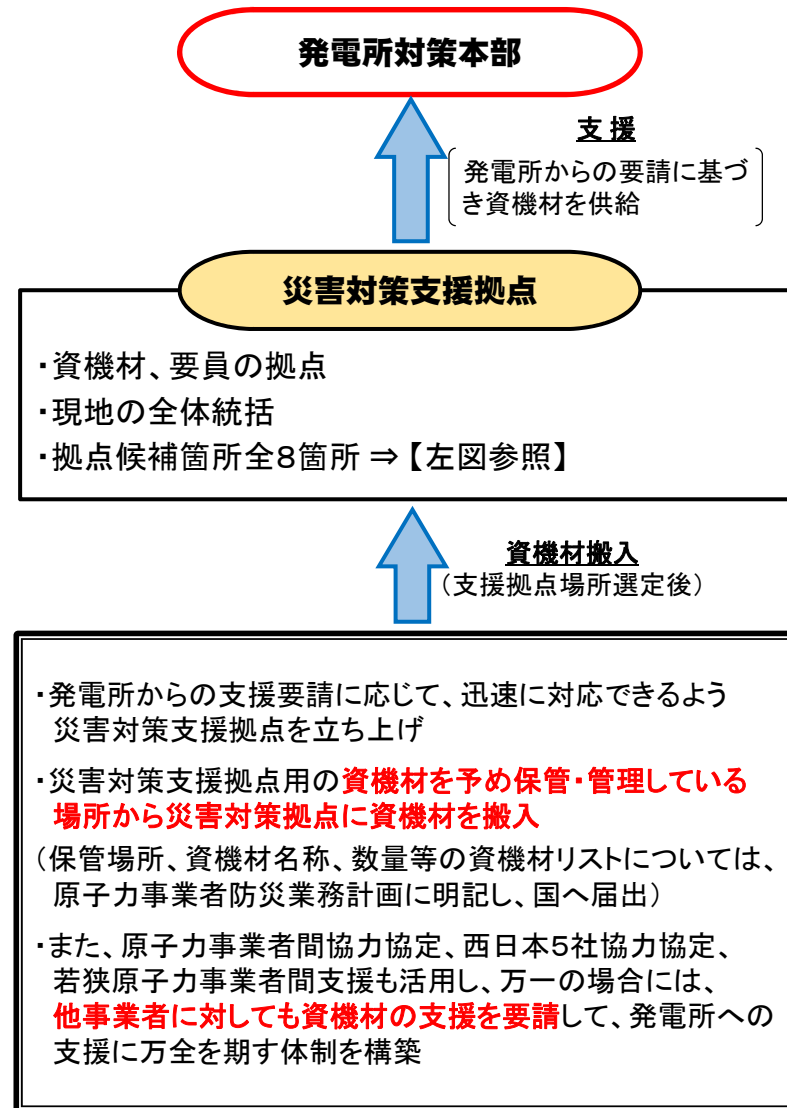 発電所対策本部
支援
発電所からの要請に基づ
き資機材を供給
災害対策支援拠点
・資機材、要員の拠点
・現地の全体統括
・拠点候補箇所全8箇所 ⇒【左図参照】
資機材搬入
（支援拠点場所選定後）
・発電所からの支援要請に応じて、迅速に対応できるよう
災害対策支援拠点を立ち上げ
・災害対策支援拠点用の資機材を予め保管・管理している
場所から災害対策拠点に資機材を搬入
（保管場所、資機材名称、数量等の資機材リストについては、
原子力事業者防災業務計画に明記し、国へ届出）
・また、原子力事業者間協力協定、西日本5社協力協定、
若狭原子力事業者間支援も活用し、万一の場合には、
他事業者に対しても資機材の支援を要請して、発電所への
支援に万全を期す体制を構築